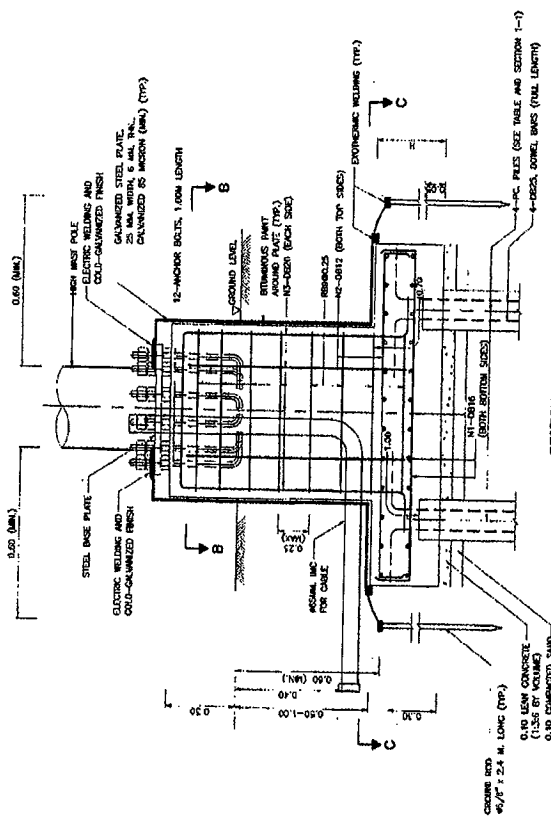 0.60 (MIN.)
0.60 (MIN.)
HIGH MAST POLE
ELECTRIC WELDING AND
COLD-GALVANIZED FINISH
GALVANIZED STEEL PLATE,
25 MM. WIDTH, 6 MM. THK.,
GALVANIZED 85 MICRON (MIN.) (TYP.)
12-ANCHOR BOLTS, 1.00M LENGTH
B
GROUND LEVEL
BITUMINOUS PAINT
AROUND PLATE (TYP.)
N3-DB20 (EACH SIDE)
N2-DB12 (BOTH TOP SIDES)
EXOTHERMIC WELDING (TYP.)
C
H
4-PC. PILES (SEE TABLE AND SECTION 1-1)
4-DB25, DOWEL BARS (FULL LENGTH)
STEEL BASE PLATE
ELECTRIC WELDING AND
COLD-GALVANIZED FINISH
B
0.25
(MAX.)
IMC
FOR CABLE
1.00
0.70
N1-DB16
(BOTH BOTTOM SIDES)
0.30
0.50-1.00
0.40
0.60 (MIN.)
0.10
C
GROUND ROD
Ø5/8" x 2.4 M. LONG (TYP.)
0.10 LEAN CONCRETE
(1:3:6 BY VOLUME)
0.10 COMPACTED SAND